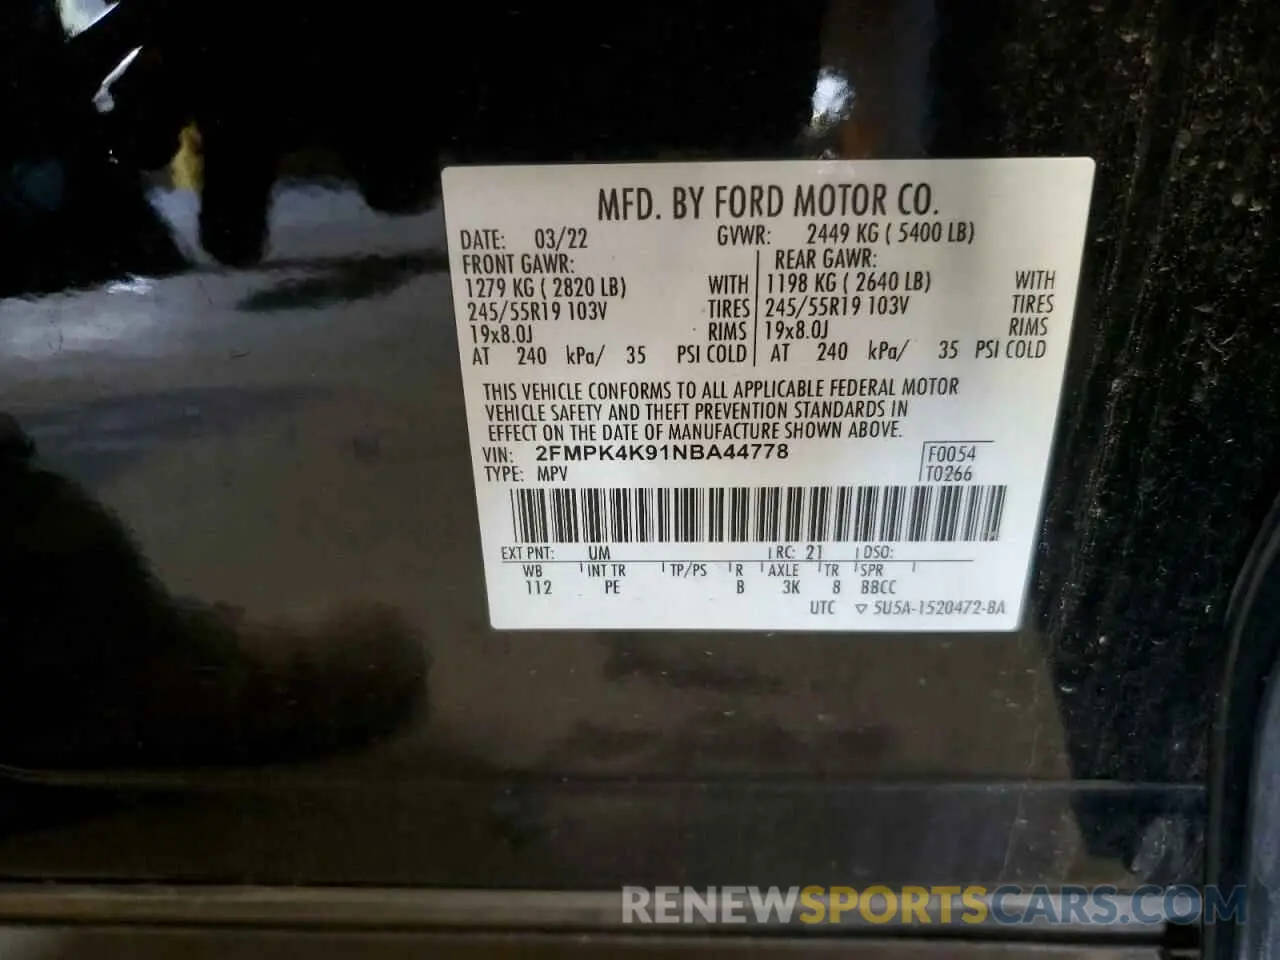 MFD. BY FORD MOTOR CO.
DATE: 03/22 GVWR: 2449 KG ( 5400 LB)
FRONT GAWR: REAR GAWR:
1279 KG ( 2820 LB) WITH 1198 KG ( 2640 LB) WITH
245/55R19 103V TIRES 245/55R19 103V TIRES
19x8.0J RIMS 19x8.0J RIMS
AT 240 kPa/ 35 PSI COLD AT 240 kPa/ 35 PSI COLD
THIS VEHICLE CONFORMS TO ALL APPLICABLE FEDERAL MOTOR
VEHICLE SAFETY AND THEFT PREVENTION STANDARDS IN
EFFECT ON THE DATE OF MANUFACTURE SHOWN ABOVE.
VIN: 2FMPK4K91NBA44778 F0054
TYPE: MPV T0266
EXT PNT: UM RC: 21 DSO:
WB INT TR TP/PS R AXLE TR SPR
112 PE B 3K 8 BBCC
UTC ▽ 5U5A-1520472-BA
RENEWSPORTSCARS.COM